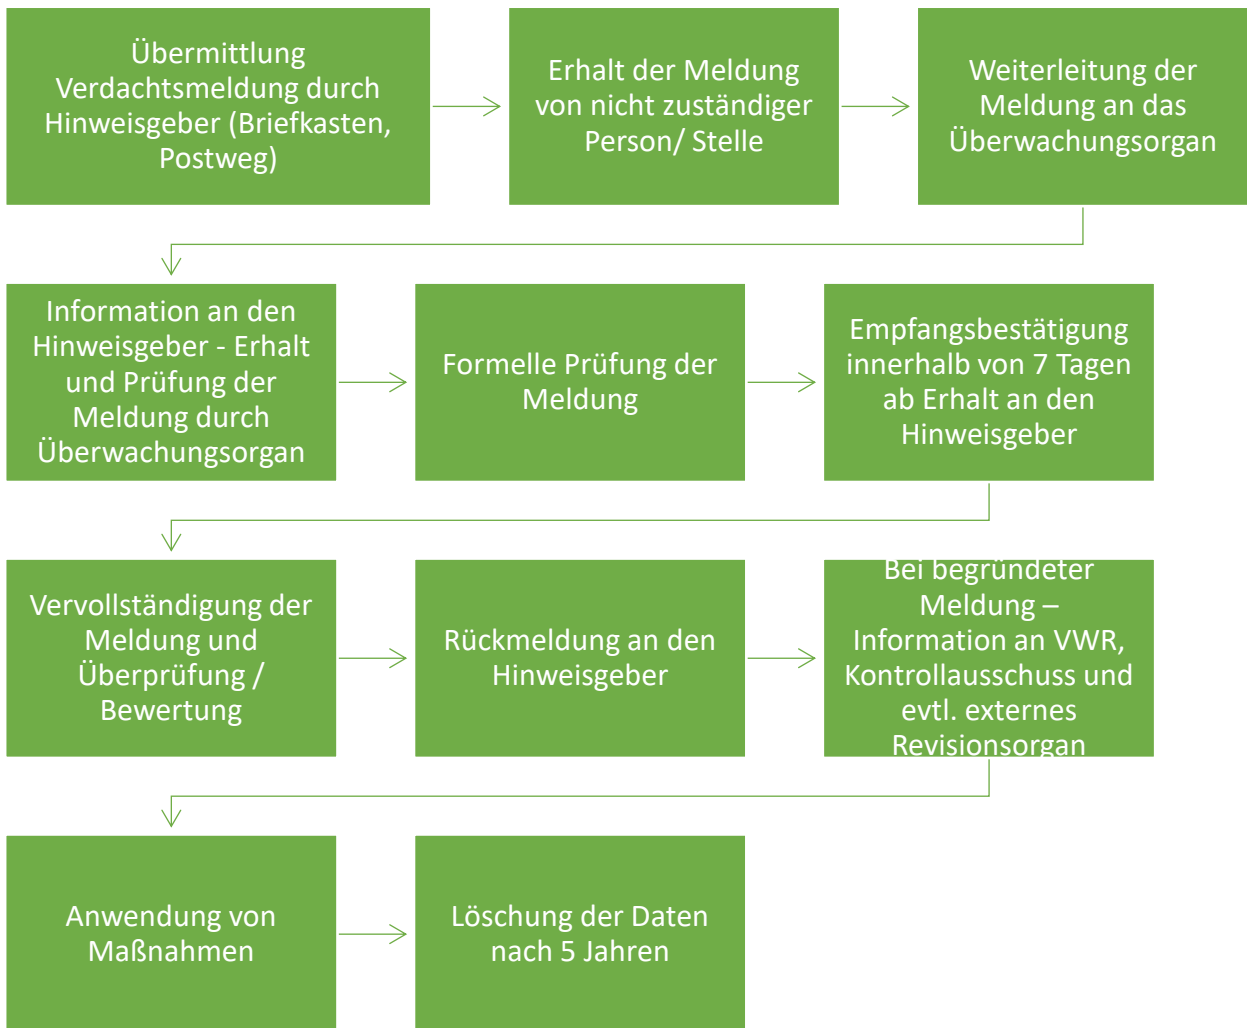 Übermittlung
Verdachtsmeldung durch
Hinweisgeber (Briefkasten,
Postweg)
Erhalt der Meldung
von nicht zuständiger
Person/ Stelle
Weiterleitung der
Meldung an das
Überwachungsorgan
Information an den
Hinweisgeber - Erhalt
und Prüfung der
Meldung durch
Überwachungsorgan
Formelle Prüfung der
Meldung
Empfangsbestätigung
innerhalb von 7 Tagen
ab Erhalt an den
Hinweisgeber
Vervollständigung der
Meldung und
Überprüfung /
Bewertung
Rückmeldung an den
Hinweisgeber
Bei begründeter
Meldung –
Information an VWR,
Kontrollausschuss und
evtl. externes
Revisionsorgan
Anwendung von
Maßnahmen
Löschung der Daten
nach 5 Jahren